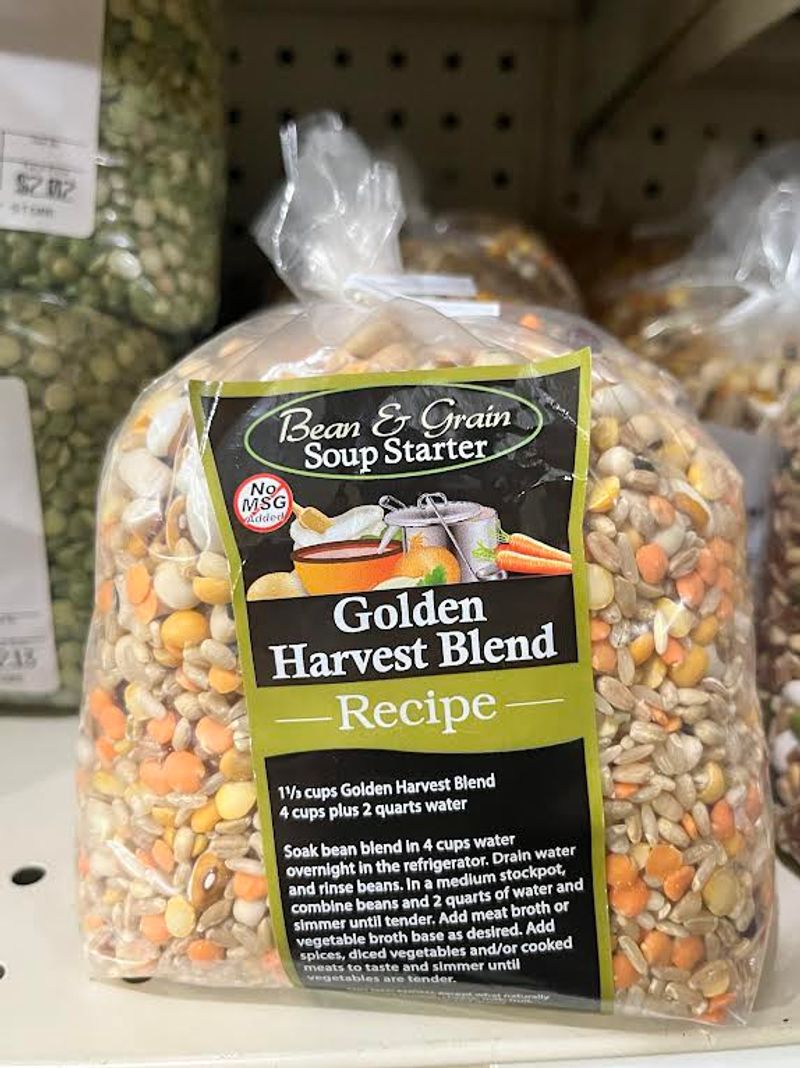 $2.02
STORE
Bean & Grain
Soup Starter
No
MSG
Added
Golden
Harvest Blend
Recipe
1⅓ cups Golden Harvest Blend
4 cups plus 2 quarts water
Soak bean blend in 4 cups water
overnight in the refrigerator. Drain water
and rinse beans. In a medium stockpot,
combine beans and 2 quarts of water and
simmer until tender. Add meat broth or
vegetable broth base as desired. Add
spices, diced vegetables and/or cooked
meats to taste and simmer until
vegetables are tender.
except what naturally